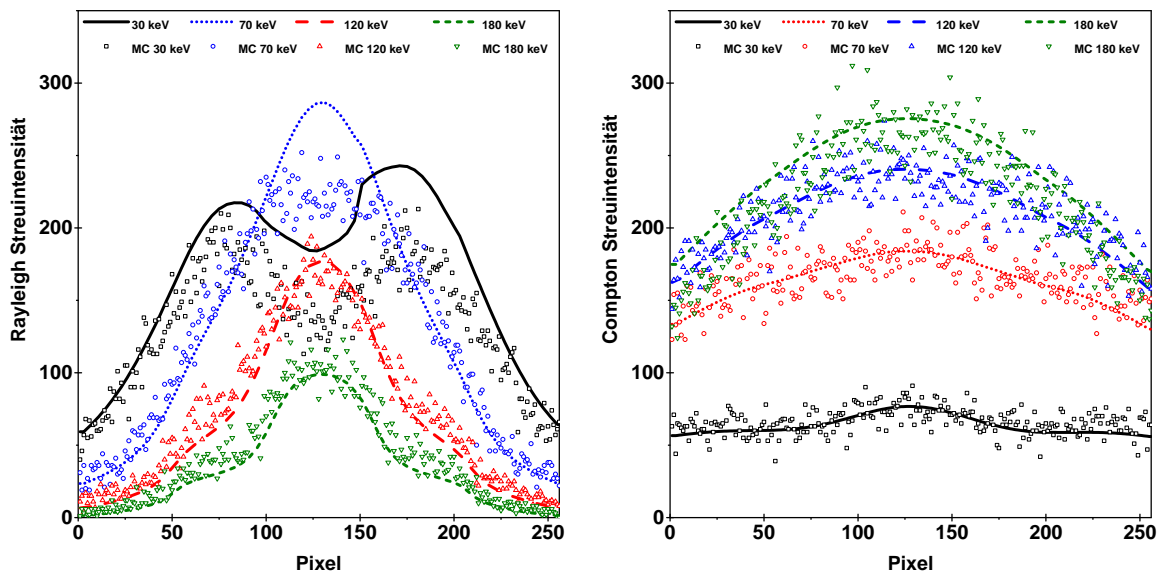 30 keV 70 keV 120 keV 180 keV
MC 30 keV MC 70 keV MC 120 keV MC 180 keV
300
200
100
0
0 50 100 150 200 250
Rayleigh Streuintensität
Pixel
30 keV 70 keV 120 keV 180 keV
MC 30 keV MC 70 keV MC 120 keV MC 180 keV
300
200
100
0
0 50 100 150 200 250
Compton Streuintensität
Pixel